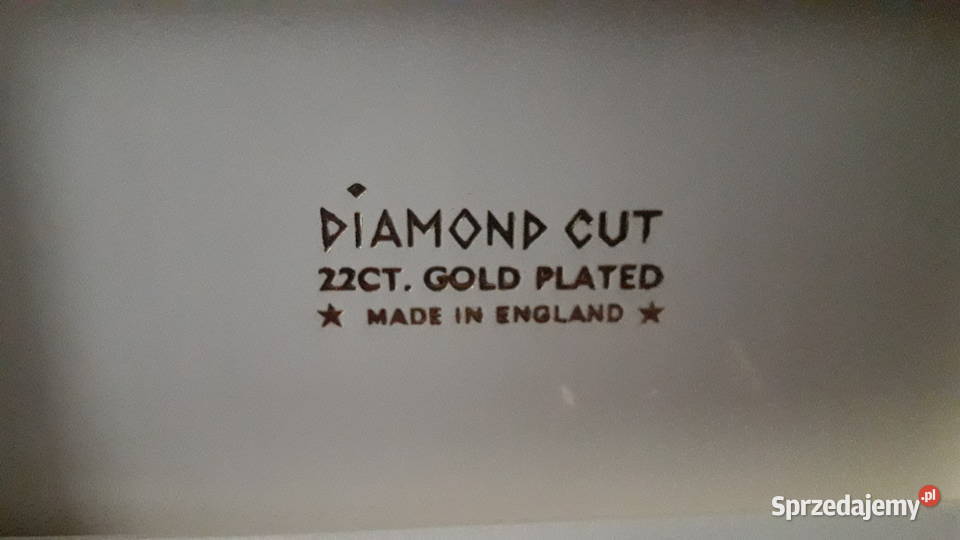 DiAMOND CUT
22CT. GOLD PLATED
★ MADE IN ENGLAND ★
Sprzedajemy.pl